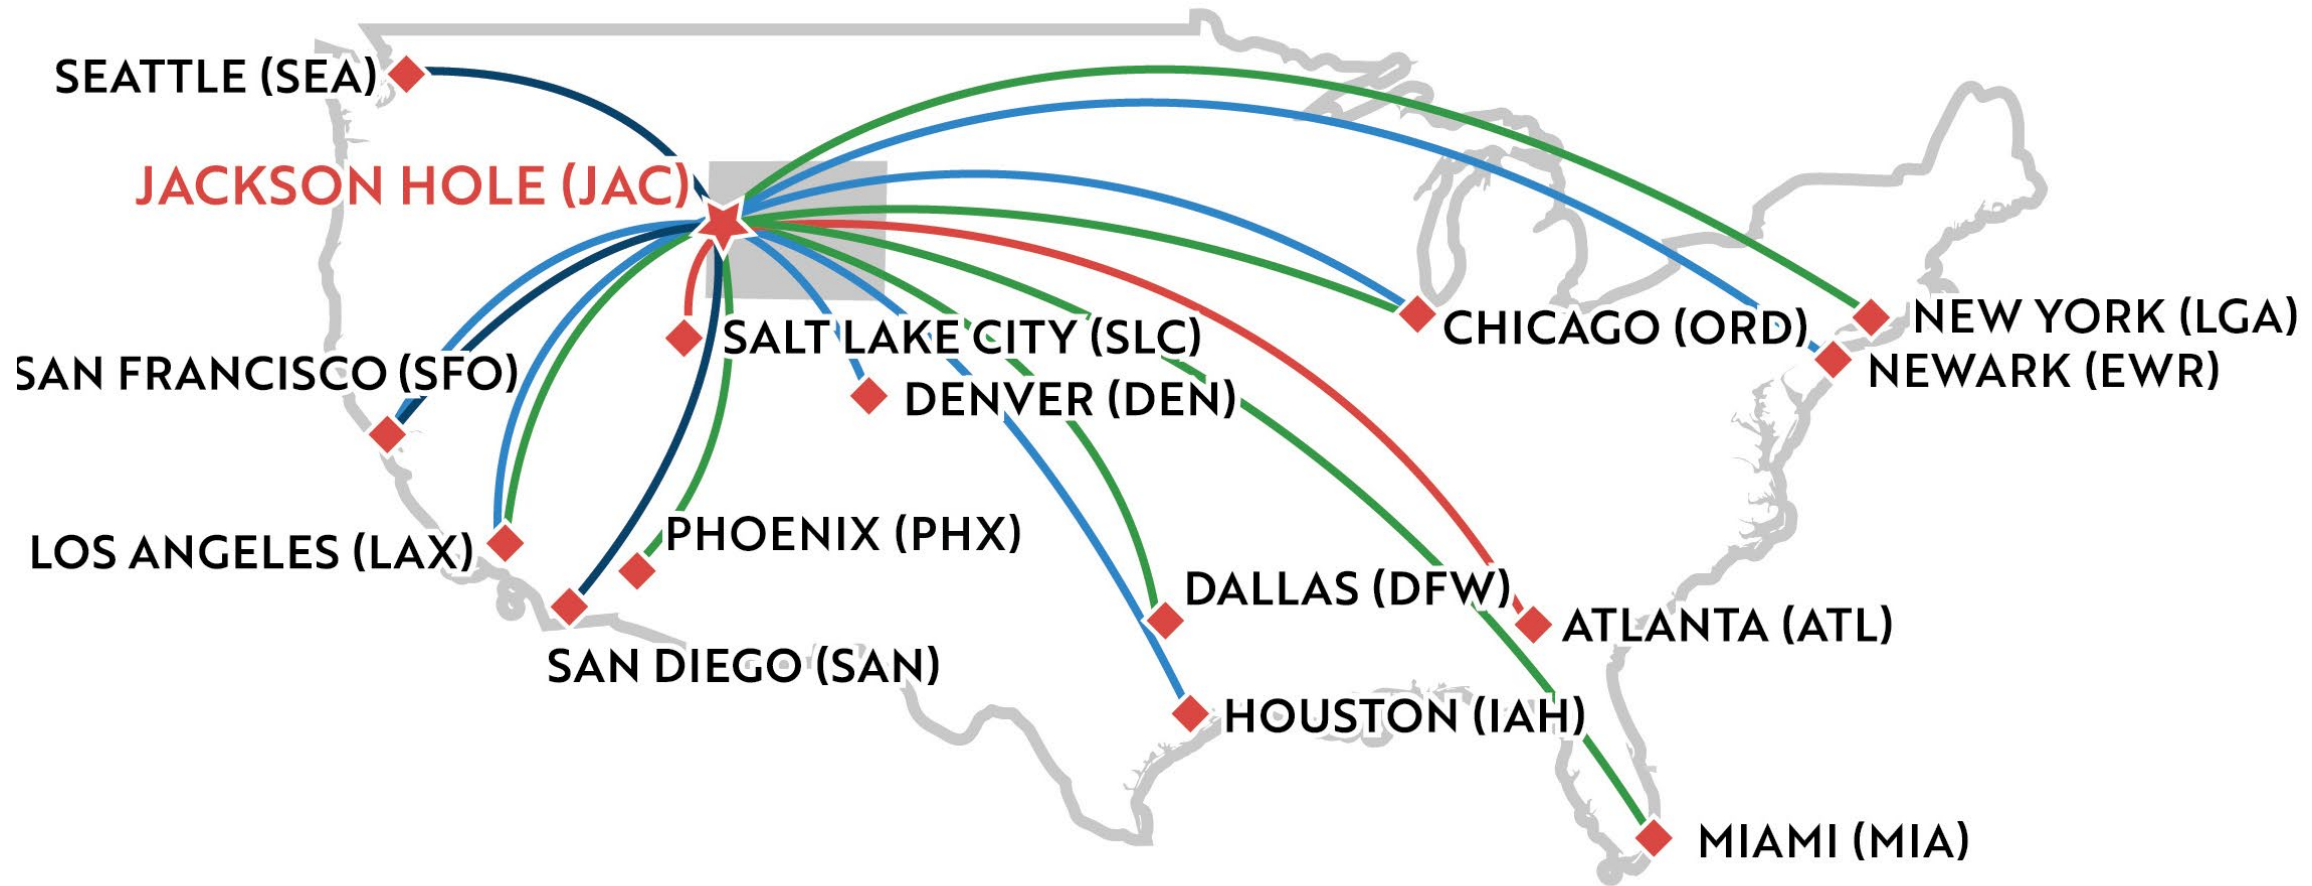 SEATTLE (SEA)
JACKSON HOLE (JAC)
SAN FRANCISCO (SFO)
SALT LAKE CITY (SLC)
CHICAGO (ORD)
NEW YORK (LGA)
NEWARK (EWR)
DENVER (DEN)
LOS ANGELES (LAX)
PHOENIX (PHX)
DALLAS (DFW)
ATLANTA (ATL)
SAN DIEGO (SAN)
HOUSTON (IAH)
MIAMI (MIA)